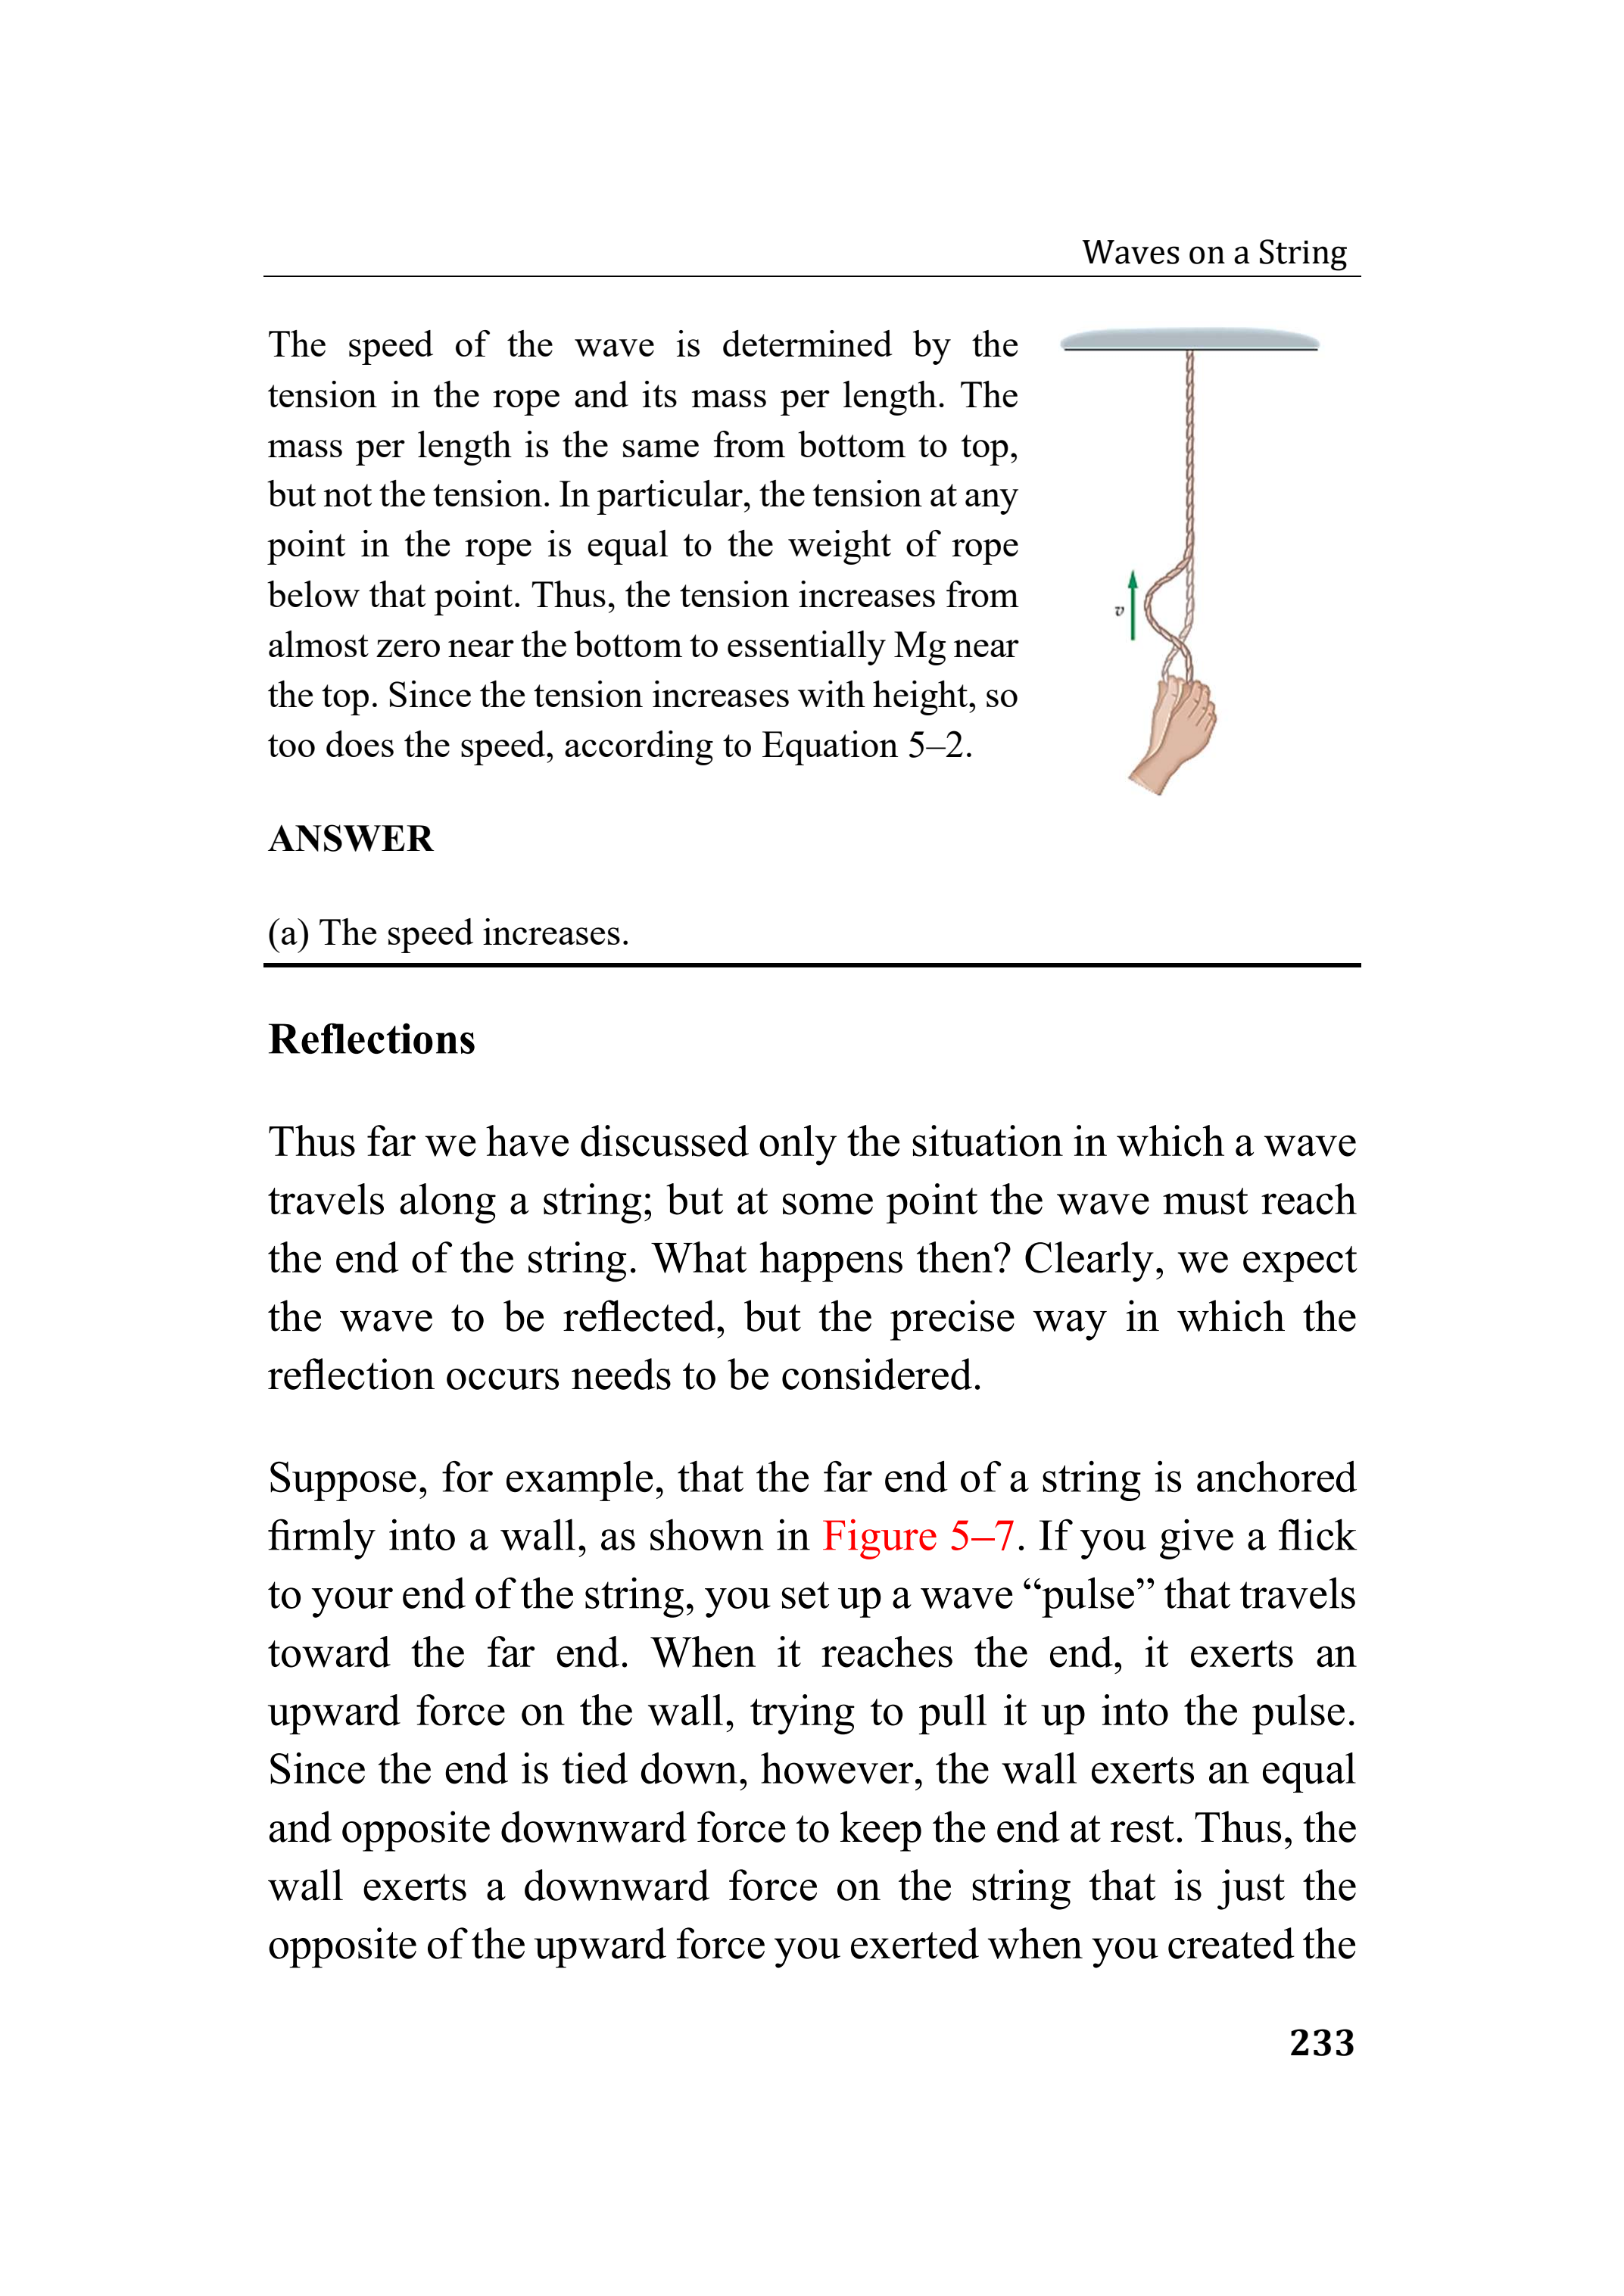 Waves on a String
The speed of the wave is determined by the
tension in the rope and its mass per length. The
mass per length is the same from bottom to top,
but not the tension. In particular, the tension at any
point in the rope is equal to the weight of rope
below that point. Thus, the tension increases from
almost zero near the bottom to essentially Mg near
the top. Since the tension increases with height, so
too does the speed, according to Equation 5–2.
v
ANSWER
(a) The speed increases.
Reflections
Thus far we have discussed only the situation in which a wave
travels along a string; but at some point the wave must reach
the end of the string. What happens then? Clearly, we expect
the wave to be reflected, but the precise way in which the
reflection occurs needs to be considered.
Suppose, for example, that the far end of a string is anchored
firmly into a wall, as shown in Figure 5–7. If you give a flick
to your end of the string, you set up a wave “pulse” that travels
toward the far end. When it reaches the end, it exerts an
upward force on the wall, trying to pull it up into the pulse.
Since the end is tied down, however, the wall exerts an equal
and opposite downward force to keep the end at rest. Thus, the
wall exerts a downward force on the string that is just the
opposite of the upward force you exerted when you created the
233